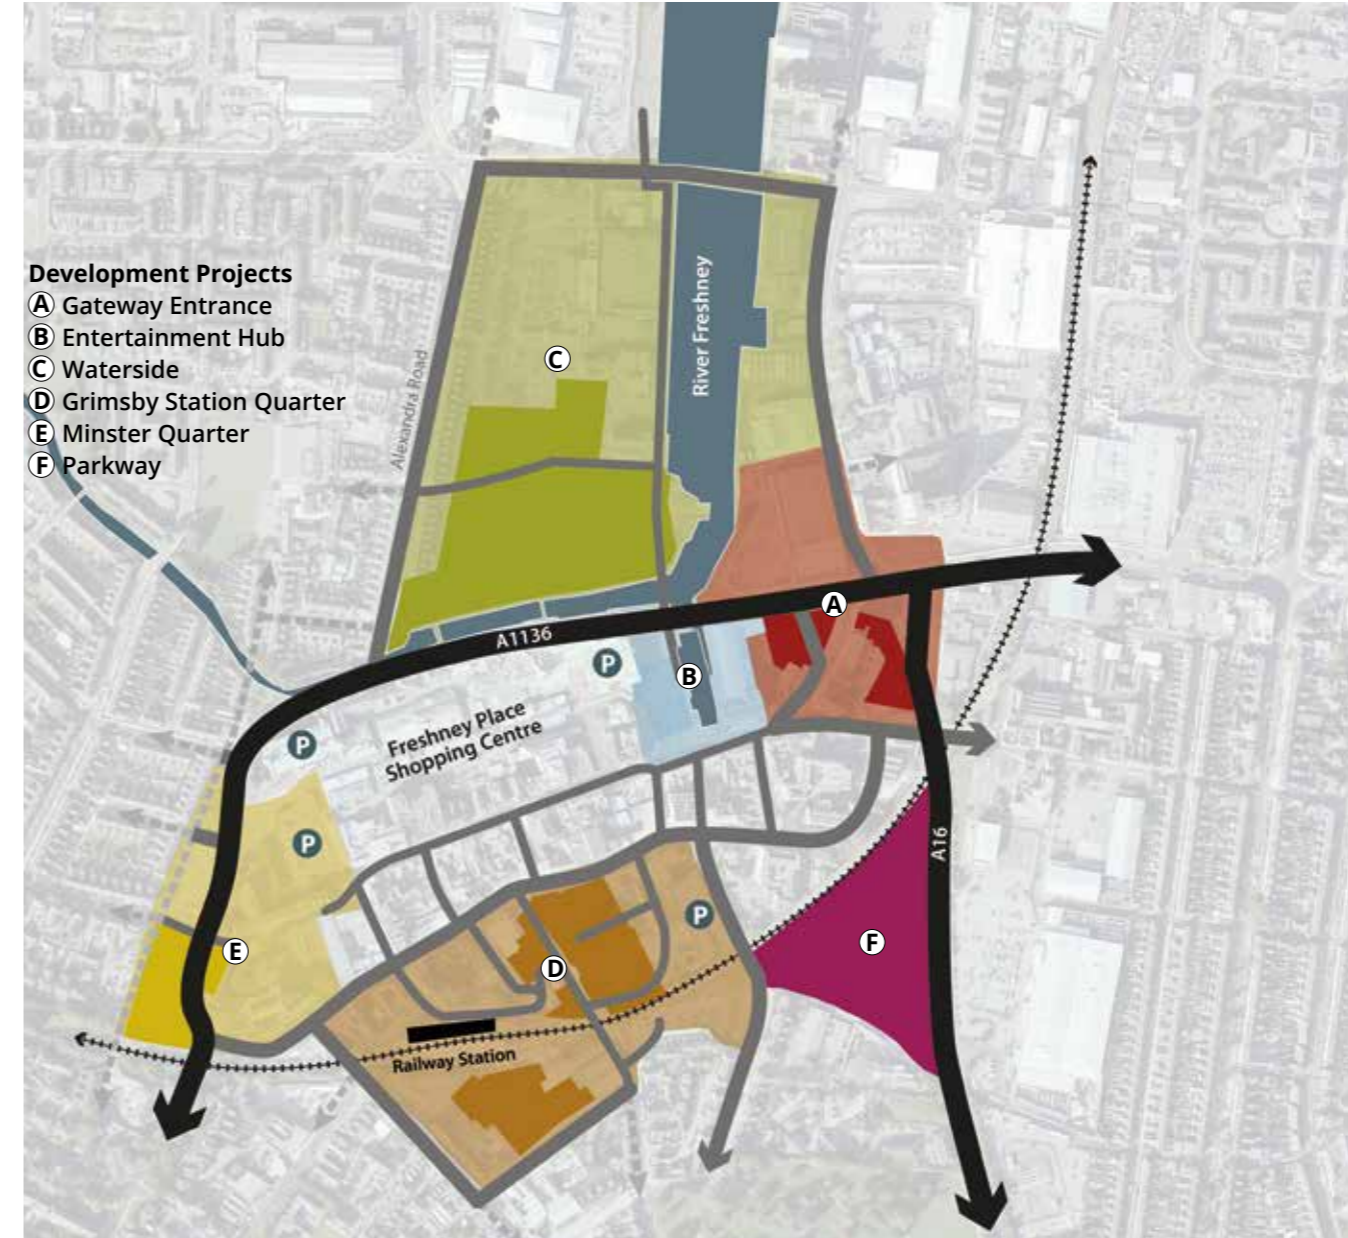 Development Projects
A Gateway Entrance
B Entertainment Hub
C Waterside
D Grimsby Station Quarter
E Minster Quarter
F Parkway
River Freshney
C
Alexandra Road
A
A1136
P
B
Freshney Place
Shopping Centre
P
P
A16
P
E
D
F
Railway Station